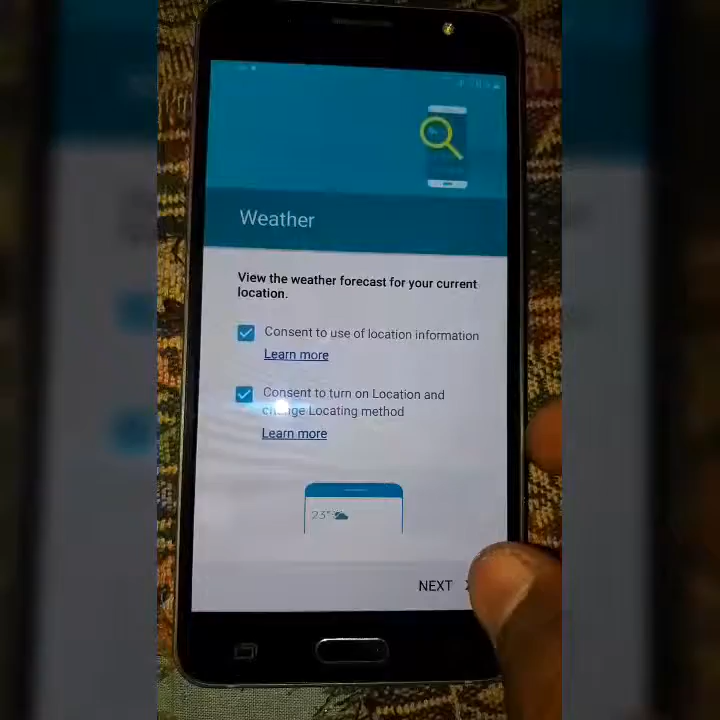 Weather
View the weather forecast for your current
location.
Consent to use of location information
Learn more
Consent to turn on Location and
change Locating method
Learn more
23°
NEXT